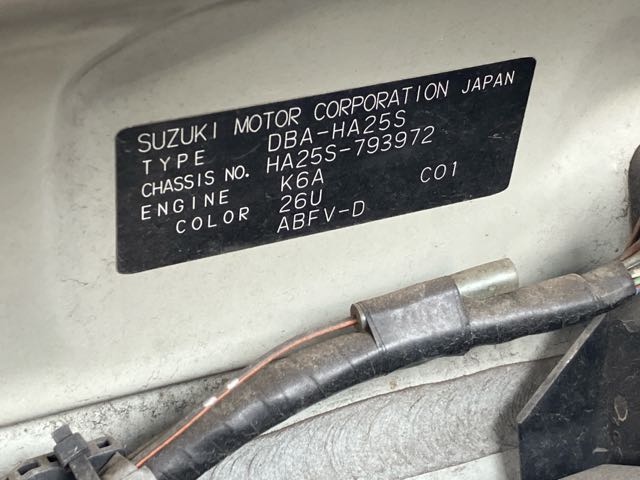 SUZUKI MOTOR CORPORATION JAPAN
TYPE DBA-HA25S
CHASSIS NO. HA25S-793972
ENGINE K6A C01
COLOR 26U
ABFV-D